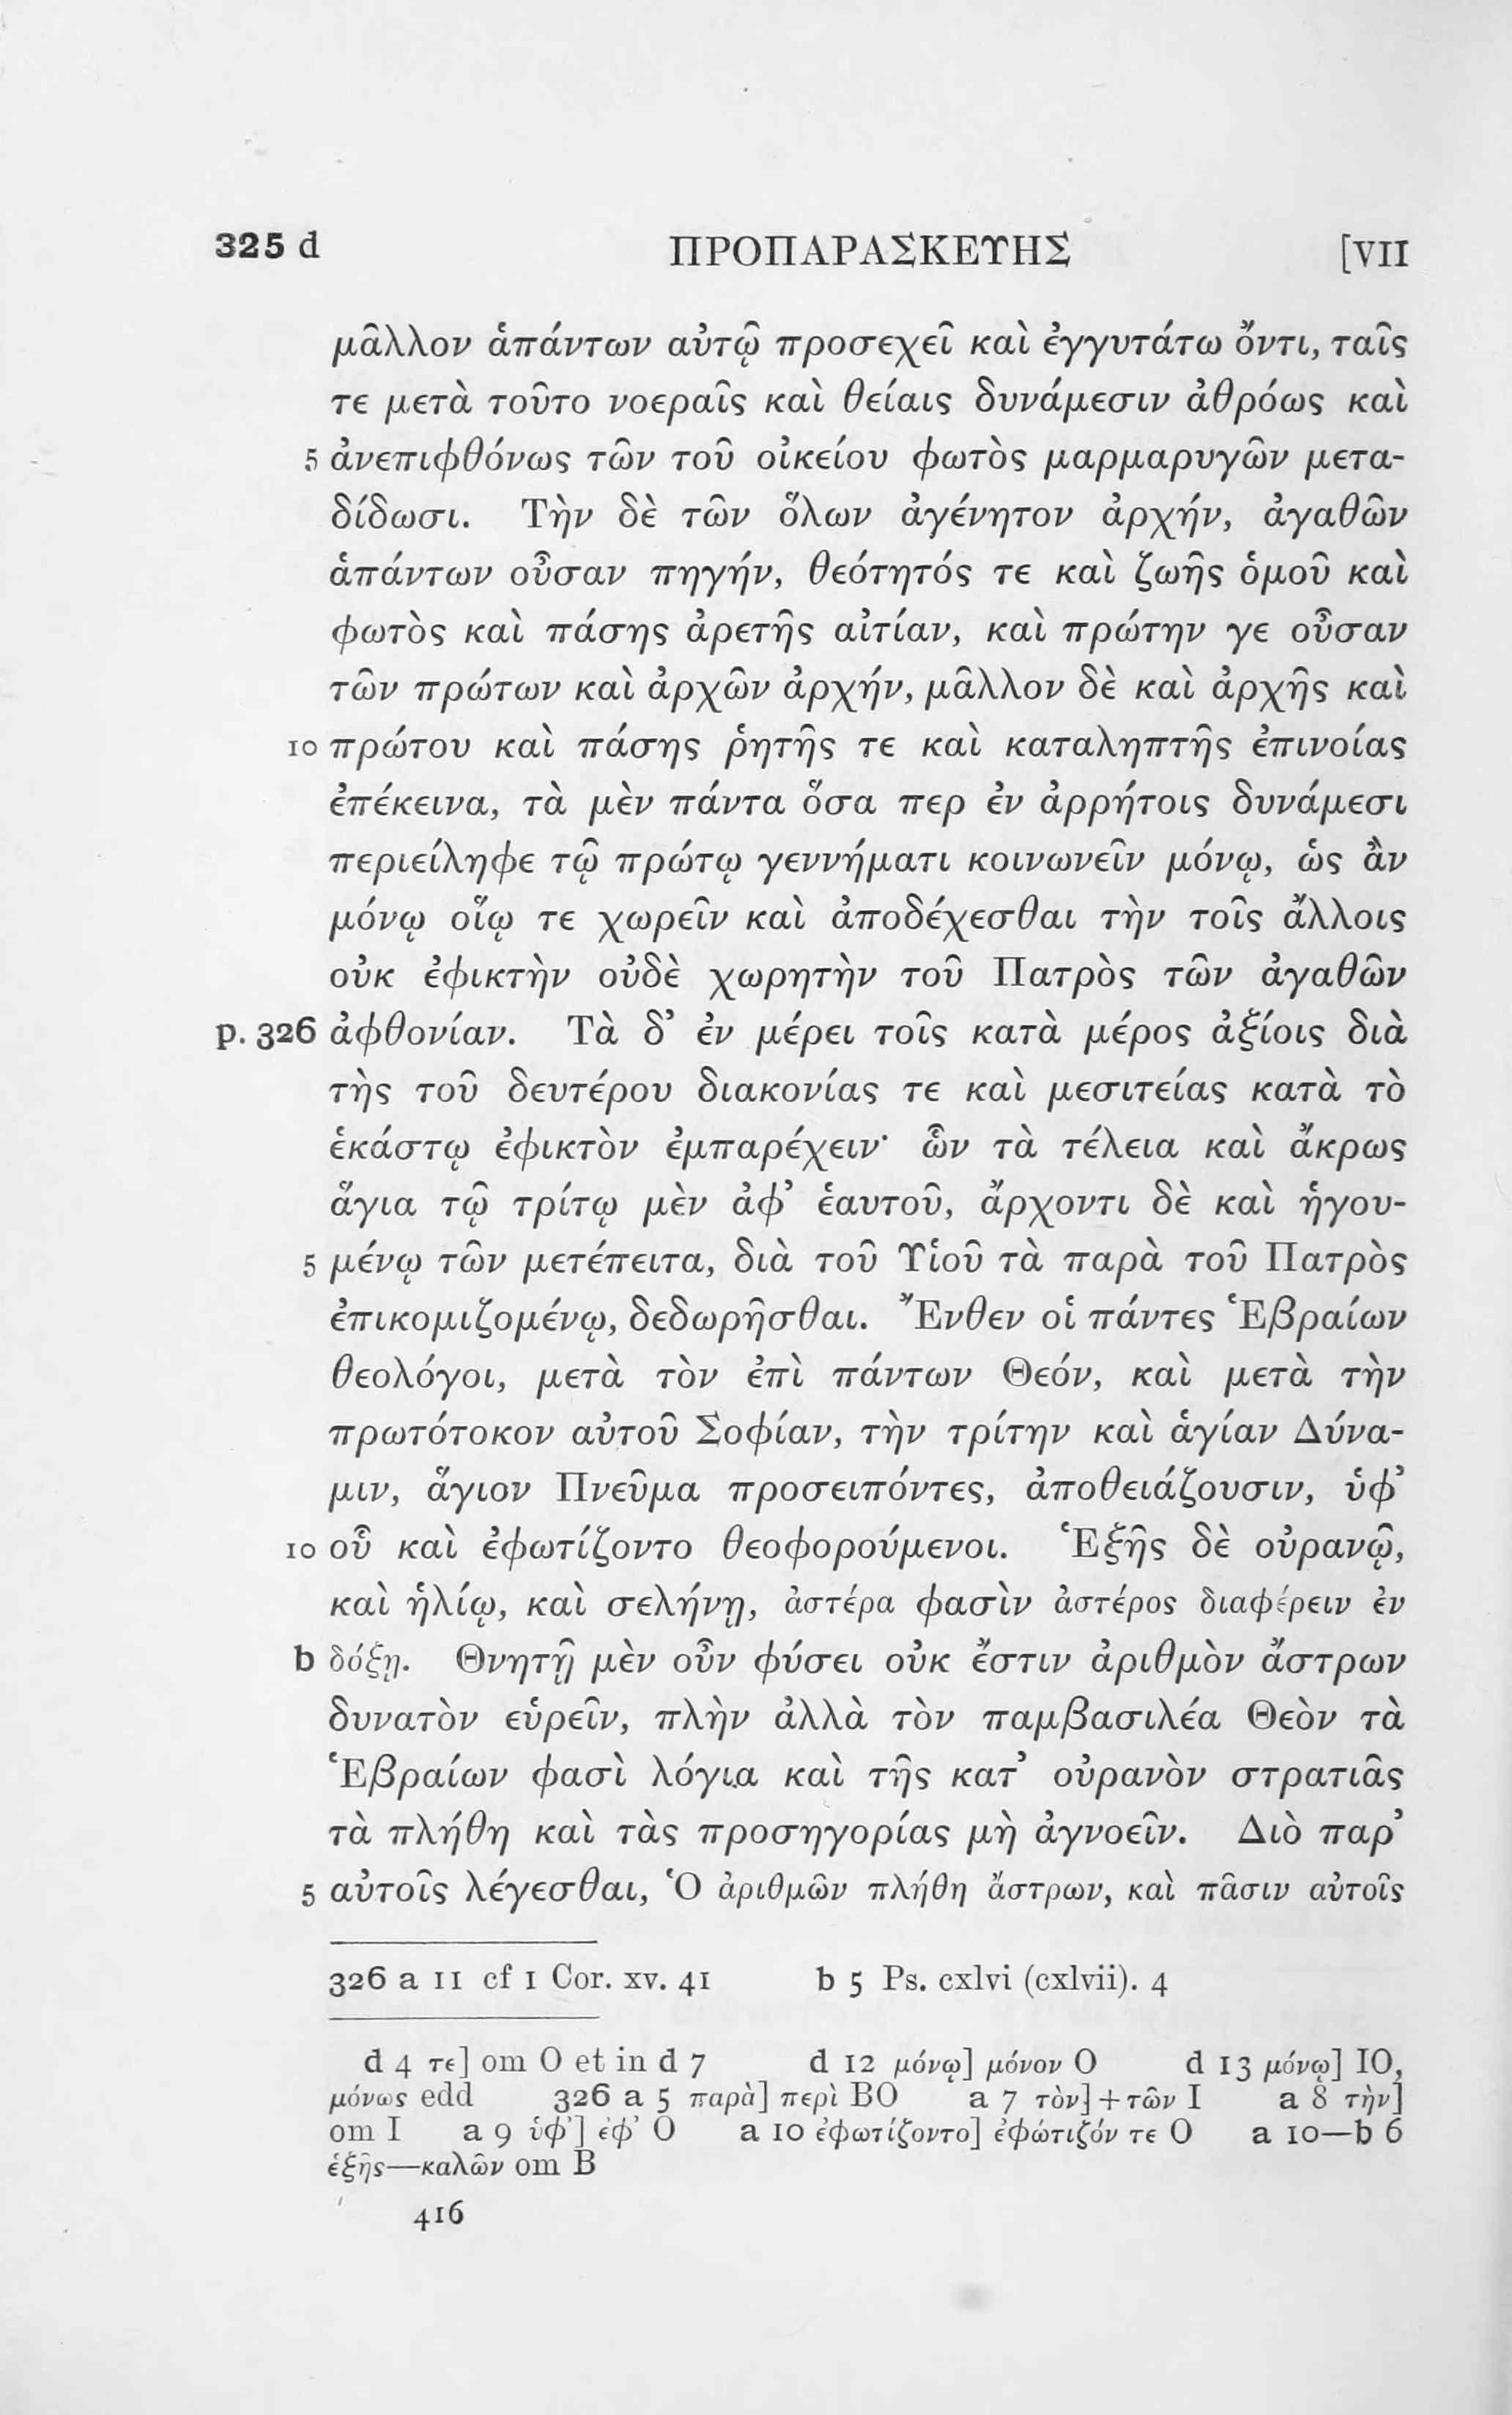 325 d ΠΡΟΠΑΡΑΣΚΕΥΗΣ [VII
μᾶλλον ἁπάντων αὐτῷ προσεχεῖ καὶ ἐγγυτάτω ὄντι, ταῖς
τε μετὰ τοῦτο νοεραῖς καὶ θείαις δυνάμεσιν ἀθρόως καὶ
5 ἀνεπιφθόνως τῶν τοῦ οἰκείου φωτὸς μαρμαρυγῶν μετα-
δίδωσι. Τὴν δὲ τῶν ὅλων ἀγένητον ἀρχήν, ἀγαθῶν
ἁπάντων οὖσαν πηγήν, θεότητός τε καὶ ζωῆς ὁμοῦ καὶ
φωτὸς καὶ πάσης ἀρετῆς αἰτίαν, καὶ πρώτην γε οὖσαν
τῶν πρώτων καὶ ἀρχῶν ἀρχήν, μᾶλλον δὲ καὶ ἀρχῆς καὶ
10 πρώτου καὶ πάσης ῥητῆς τε καὶ καταληπτῆς ἐπινοίας
ἐπέκεινα, τὰ μὲν πάντα ὅσα περ ἐν ἀρρήτοις δυνάμεσι
περιείληφε τῷ πρώτῳ γεννήματι κοινωνεῖν μόνῳ, ὡς ἂν
μόνῳ οἵῳ τε χωρεῖν καὶ ἀποδέχεσθαι τὴν τοῖς ἄλλοις
οὐκ ἐφικτὴν οὐδὲ χωρητὴν τοῦ Πατρὸς τῶν ἀγαθῶν
p. 326 ἀφθονίαν. Τὰ δ’ ἐν μέρει τοῖς κατὰ μέρος ἀξίοις διὰ
τὴς τοῦ δευτέρου διακονίας τε καὶ μεσιτείας κατὰ τὸ
ἑκάστῳ ἐφικτὸν ἐμπαρέχειν· ὧν τὰ τέλεια καὶ ἄκρως
ἅγια τῷ τρίτῳ μὲν ἀφ’ ἑαυτοῦ, ἄρχοντι δὲ καὶ ἡγου-
5 μένῳ τῶν μετέπειτα, διὰ τοῦ Υἱοῦ τὰ παρὰ τοῦ Πατρὸς
ἐπικομιζομένῳ, δεδωρῆσθαι. Ἔνθεν οἱ πάντες Ἑβραίων
θεολόγοι, μετὰ τὸν ἐπὶ πάντων Θεόν, καὶ μετὰ τὴν
πρωτότοκον αὐτοῦ Σοφίαν, τὴν τρίτην καὶ ἁγίαν Δύνα-
μιν, ἅγιον Πνεῦμα προσειπόντες, ἀποθειάζουσιν, ὑφ’
10 οὗ καὶ ἐφωτίζοντο θεοφορούμενοι. Ἑξῆς δὲ οὐρανῷ,
καὶ ἡλίῳ, καὶ σελήνῃ, ἀστέρα φασὶν ἀστέρος διαφέρειν ἐν
b δόξῃ. Θνητῇ μὲν οὖν φύσει οὐκ ἔστιν ἀριθμὸν ἄστρων
δυνατὸν εὑρεῖν, πλὴν ἀλλὰ τὸν παμβασιλέα Θεὸν τὰ
Ἑβραίων φασὶ λόγια καὶ τῆς κατ’ οὐρανὸν στρατιᾶς
τὰ πλήθη καὶ τὰς προσηγορίας μὴ ἀγνοεῖν. Διὸ παρ’
5 αὐτοῖς λέγεσθαι, Ὁ ἀριθμῶν πλήθη ἄστρων, καὶ πᾶσιν αὐτοῖς
326 a 11 cf 1 Cor. xv. 41 b 5 Ps. cxlvi (cxlvii). 4
d 4 τε] om O et in d 7 d 12 μόνῳ] μόνον O d 13 μόνῳ] IO,
μόνως edd 326 a 5 παρὰ] περὶ BO a 7 τὸν]+τῶν I a 8 τὴν]
om I a 9 ὑφ’] ἐφ’ O a 10 ἐφωτίζοντο] ἐφώτιζόν τε O a 10—b 6
ἑξῆς—καλῶν om B
416